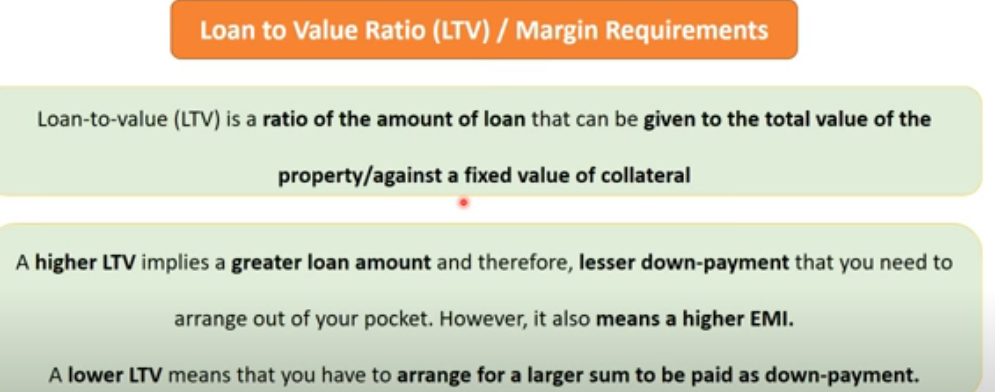 Loan to Value Ratio (LTV) / Margin Requirements
Loan-to-value (LTV) is a ratio of the amount of loan that can be given to the total value of the
property/against a fixed value of collateral
A higher LTV implies a greater loan amount and therefore, lesser down-payment that you need to
arrange out of your pocket. However, it also means a higher EMI.
A lower LTV means that you have to arrange for a larger sum to be paid as down-payment.